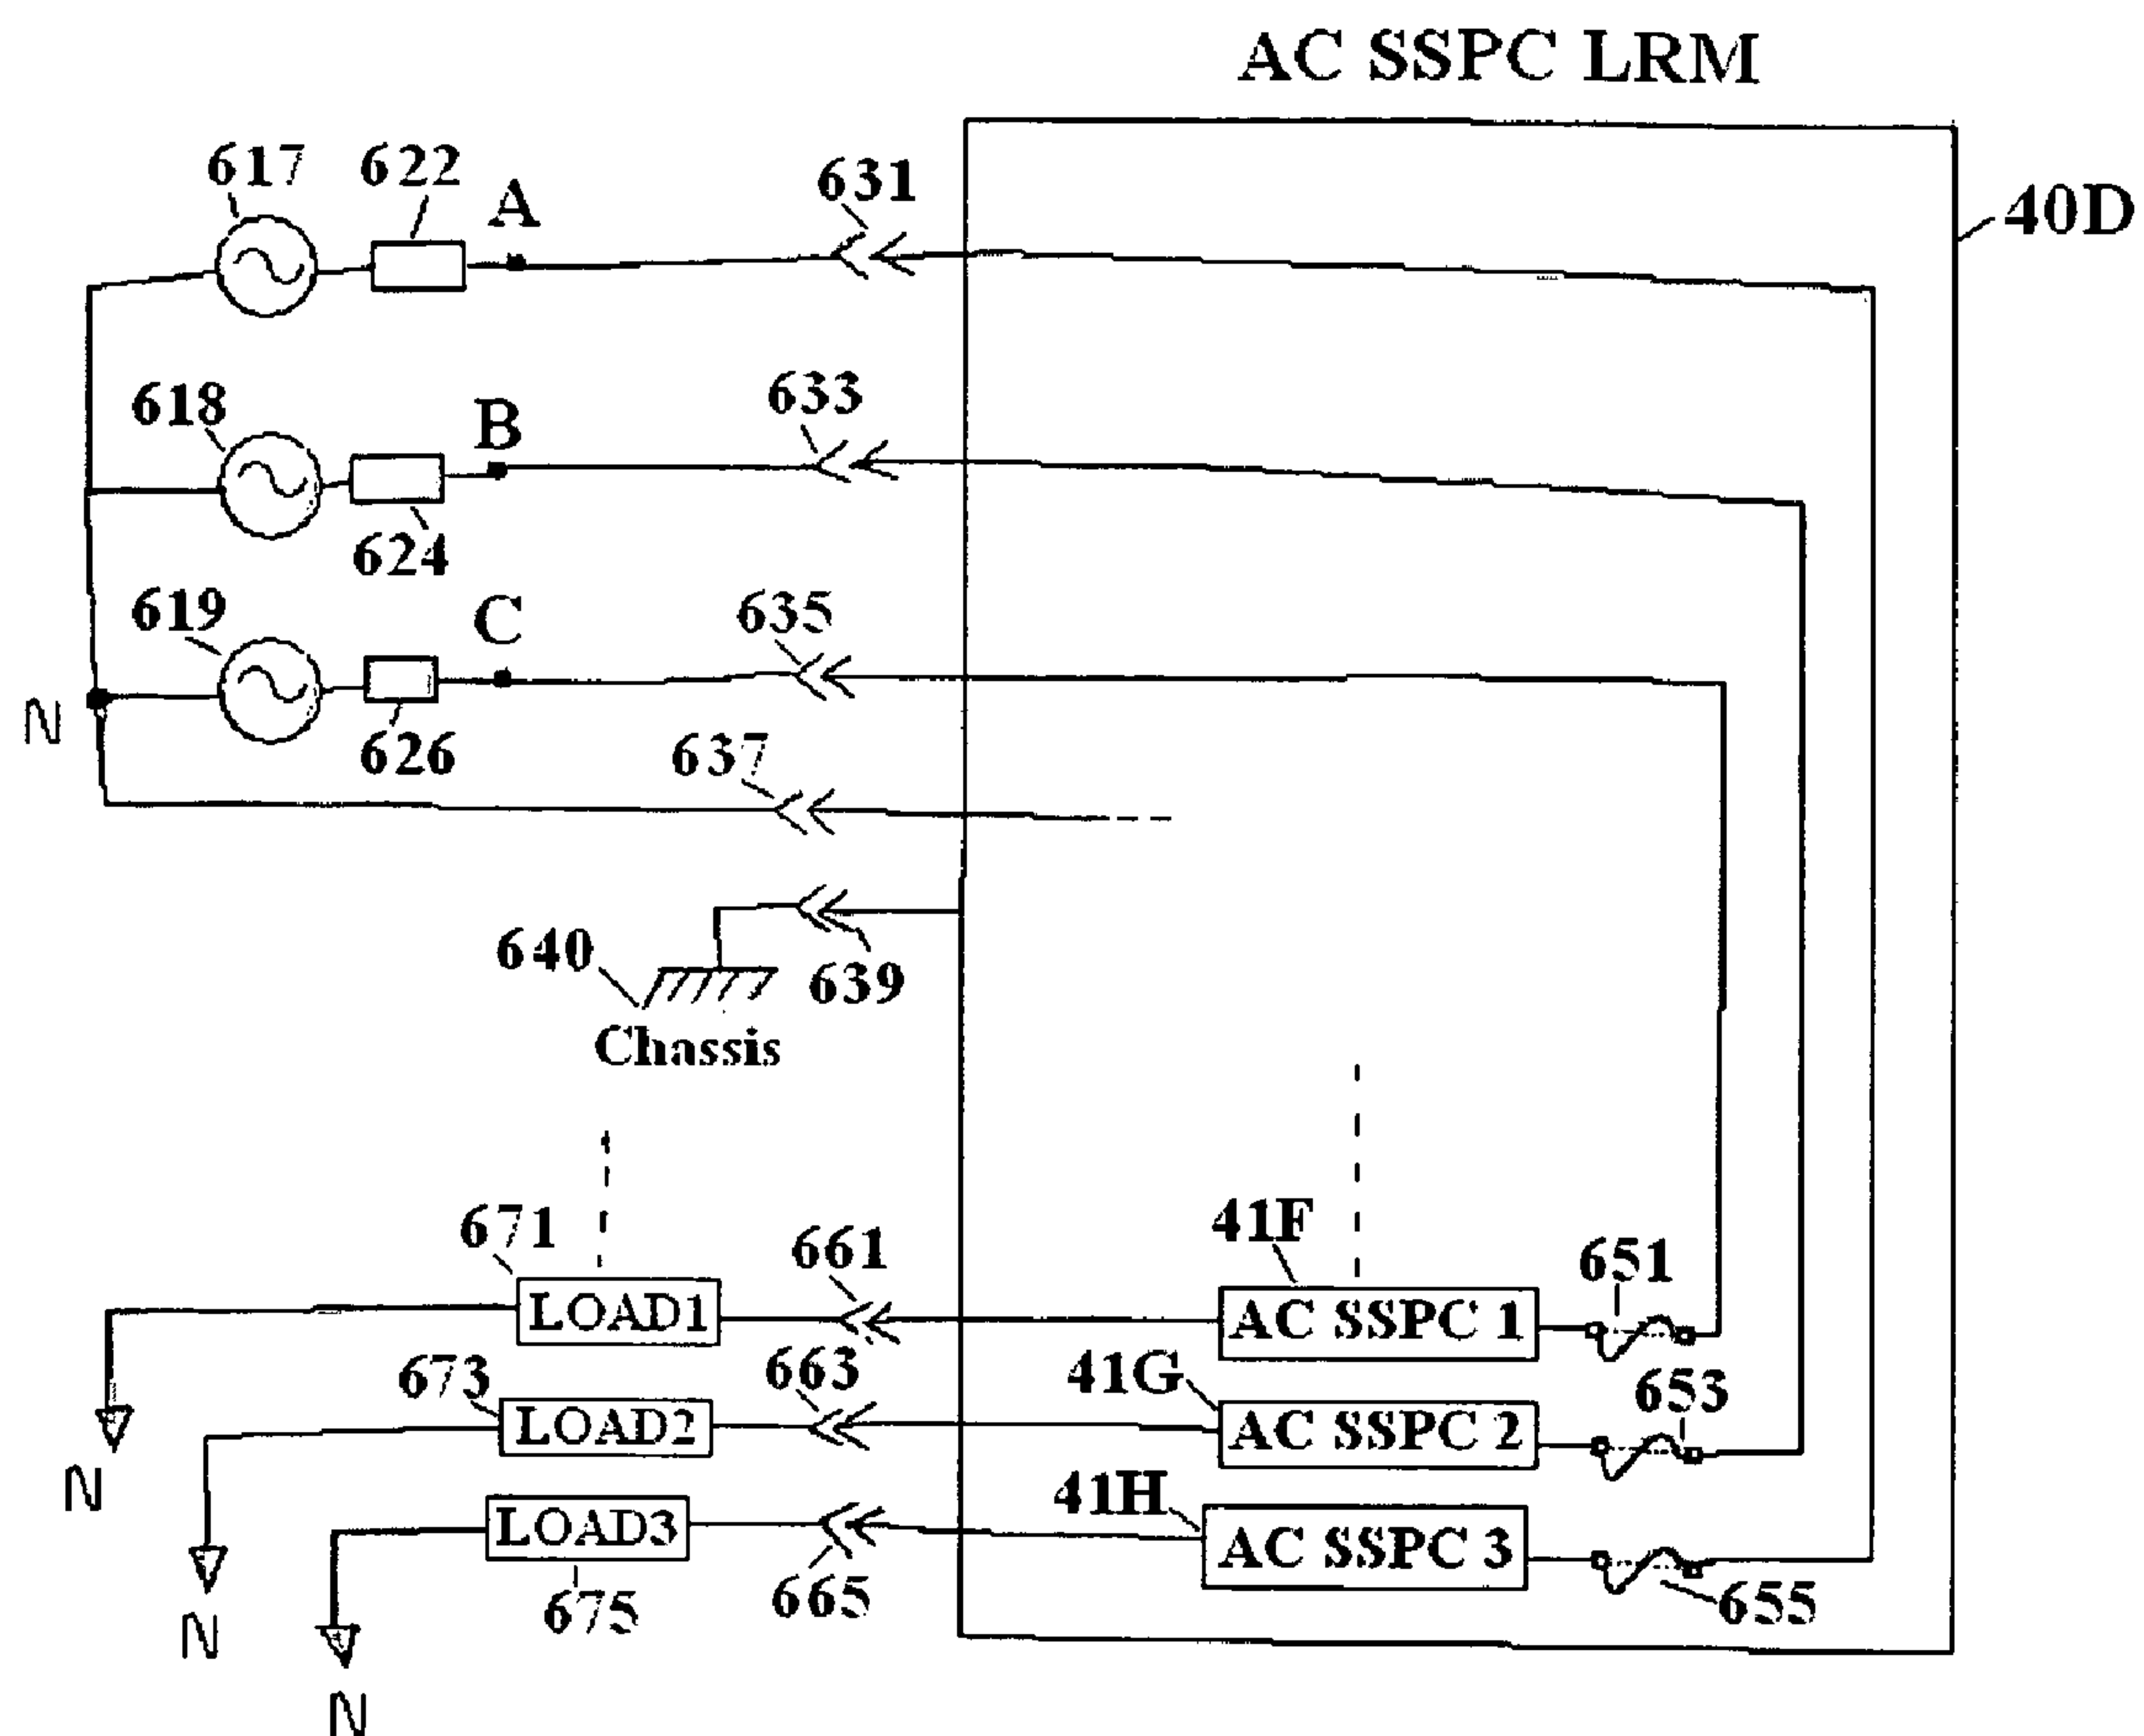 AC SSPC LRM
617
622
A
631
40D
618
B
633
624
619
C
635
N
626
637
640
639
Chassis
671
661
41F
651
LOAD1
AC SSPC 1
673
663
41G
653
LOAD2
AC SSPC 2
N
41H
LOAD3
AC SSPC 3
675
665
655
N
N